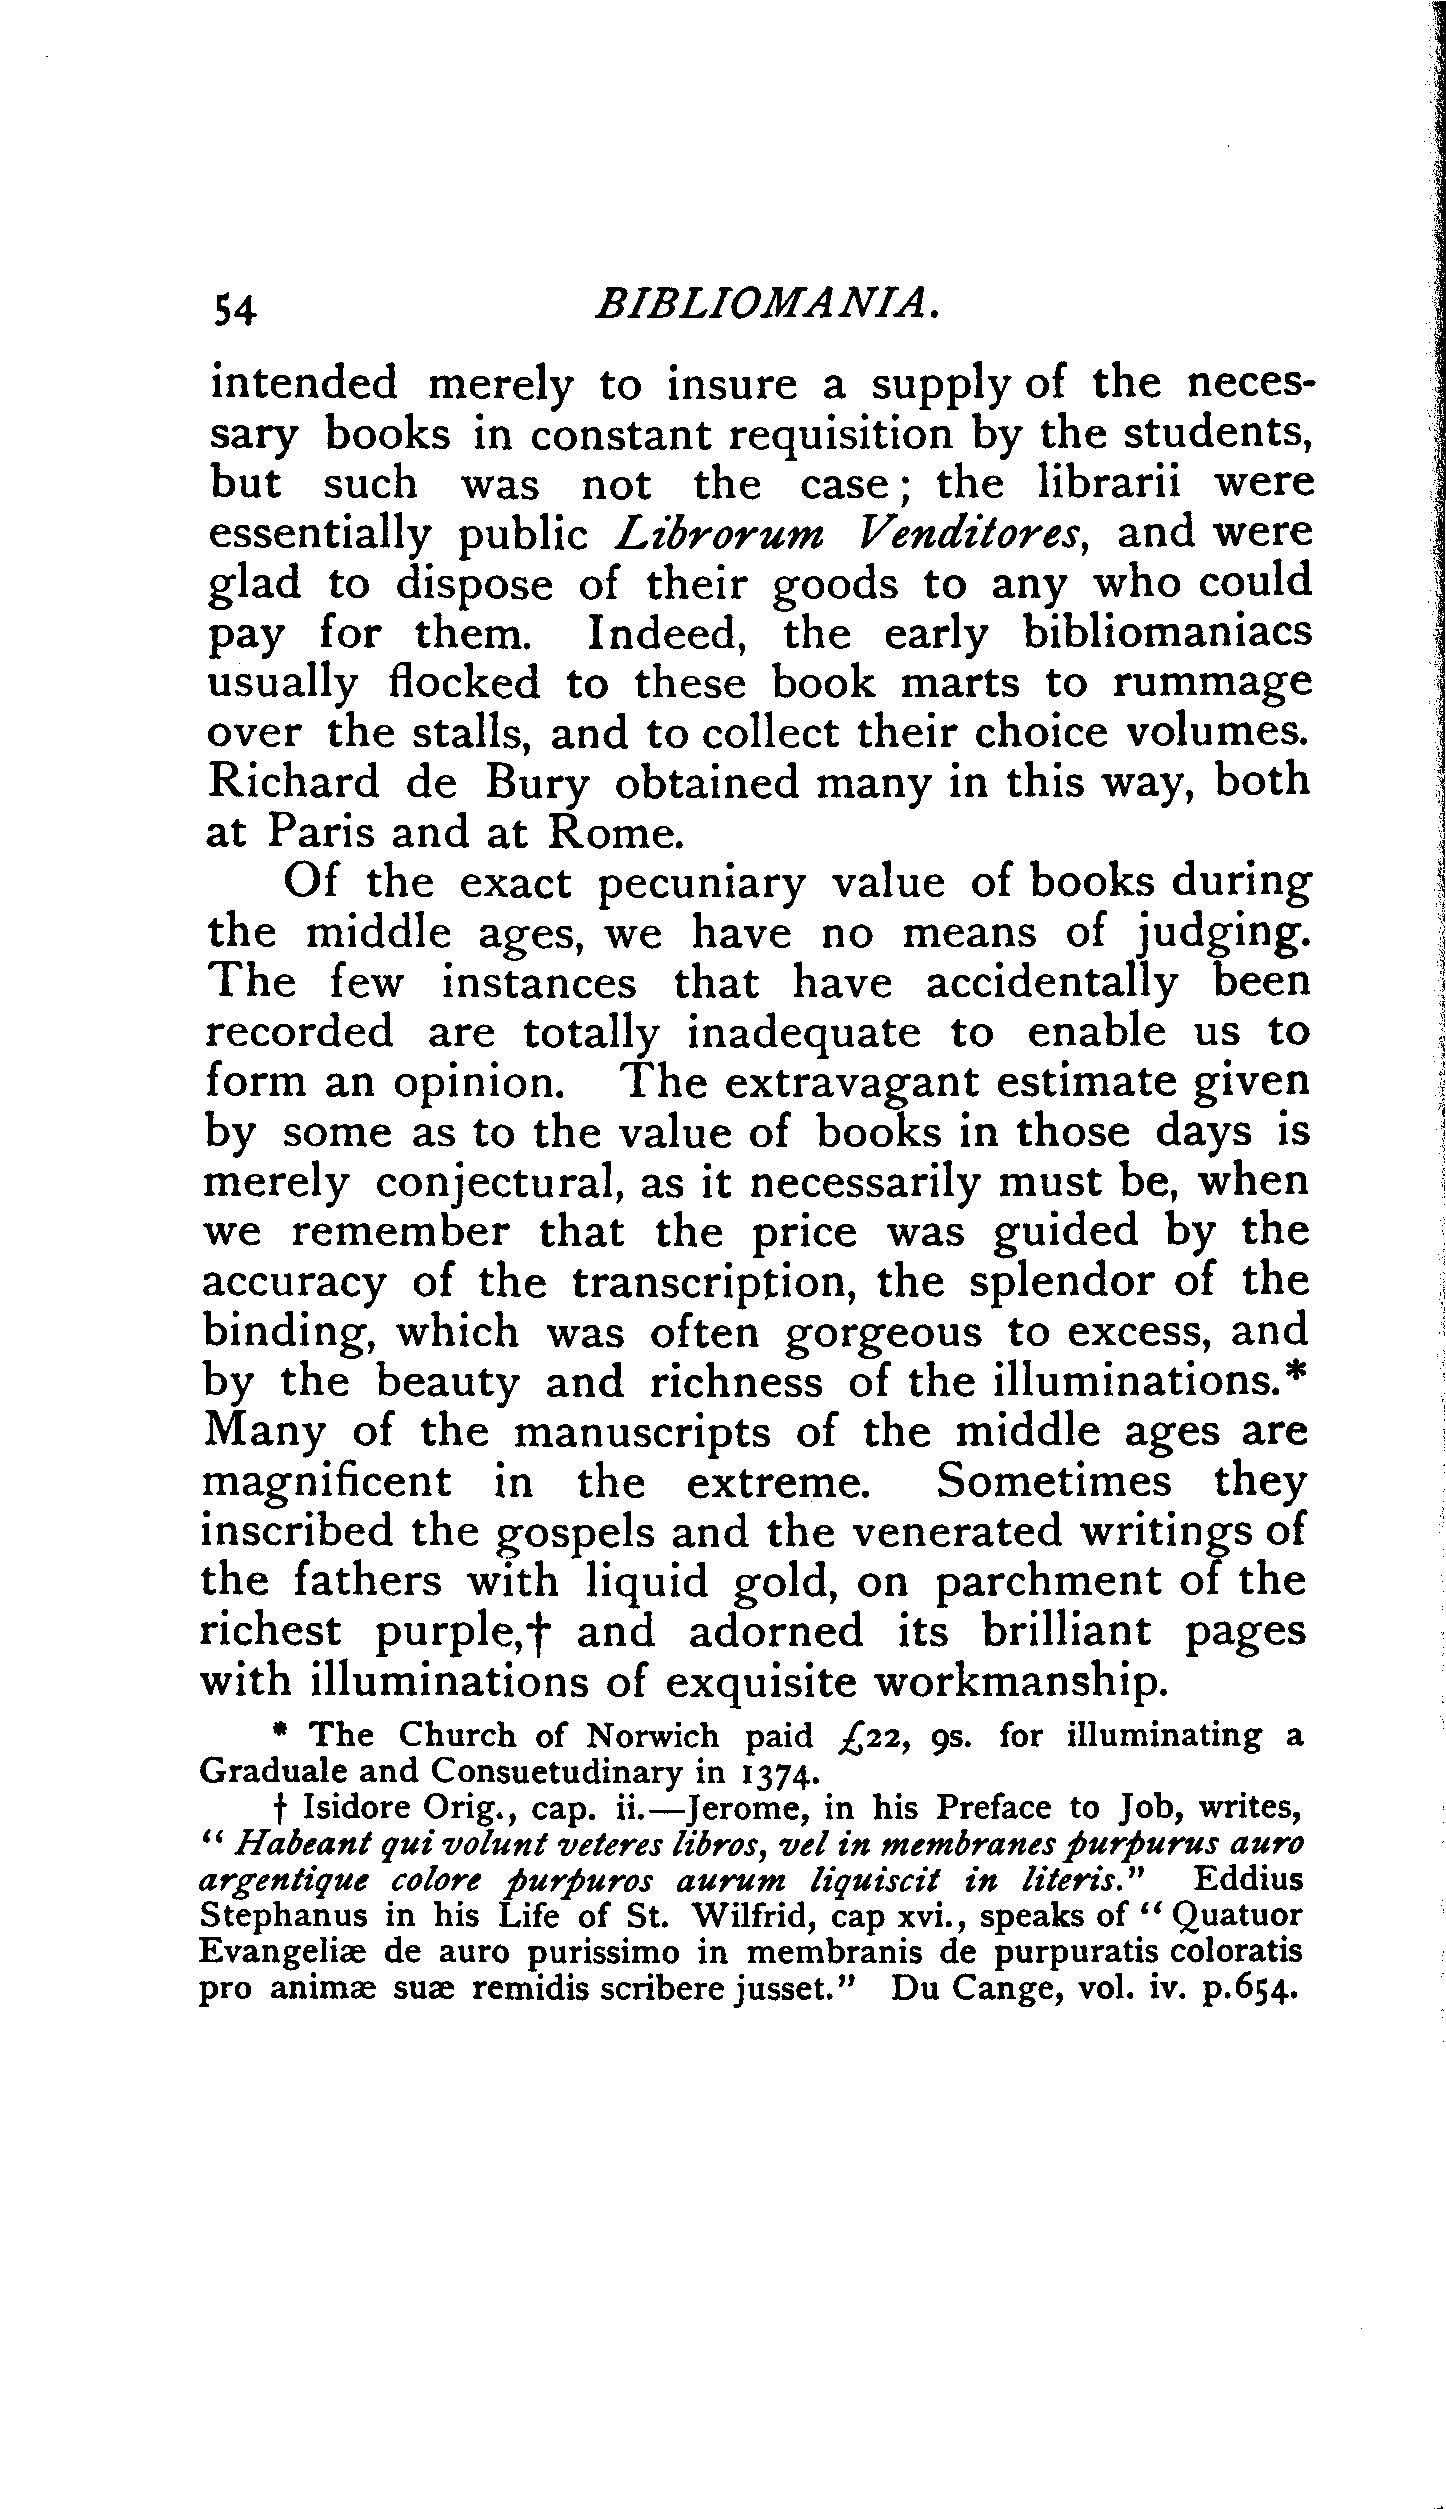 54 BIBLIOMANIA.
intended merely to insure a supply of the neces-
sary books in constant requisition by the students,
but such was not the case; the librarii were
essentially public Librorum Venditores, and were
glad to dispose of their goods to any who could
pay for them. Indeed, the early bibliomaniacs
usually flocked to these book marts to rummage
over the stalls, and to collect their choice volumes.
Richard de Bury obtained many in this way, both
at Paris and at Rome.
Of the exact pecuniary value of books during
the middle ages, we have no means of judging.
The few instances that have accidentally been
recorded are totally inadequate to enable us to
form an opinion. The extravagant estimate given
by some as to the value of books in those days is
merely conjectural, as it necessarily must be, when
we remember that the price was guided by the
accuracy of the transcription, the splendor of the
binding, which was often gorgeous to excess, and
by the beauty and richness of the illuminations.*
Many of the manuscripts of the middle ages are
magnificent in the extreme. Sometimes they
inscribed the gospels and the venerated writings of
the fathers with liquid gold, on parchment of the
richest purple,† and adorned its brilliant pages
with illuminations of exquisite workmanship.
* The Church of Norwich paid £22, 9s. for illuminating a
Graduale and Consuetudinary in 1374.
† Isidore Orig., cap. ii.—Jerome, in his Preface to Job, writes,
“ Habeant qui volunt veteres libros, vel in membranes purpurus auro
argentique colore purpuros aurum liquiscit in literis.” Eddius
Stephanus in his Life of St. Wilfrid, cap xvi., speaks of “ Quatuor
Evangeliæ de auro purissimo in membranis de purpuratis coloratis
pro animæ suæ remidis scribere jusset.” Du Cange, vol. iv. p.654.